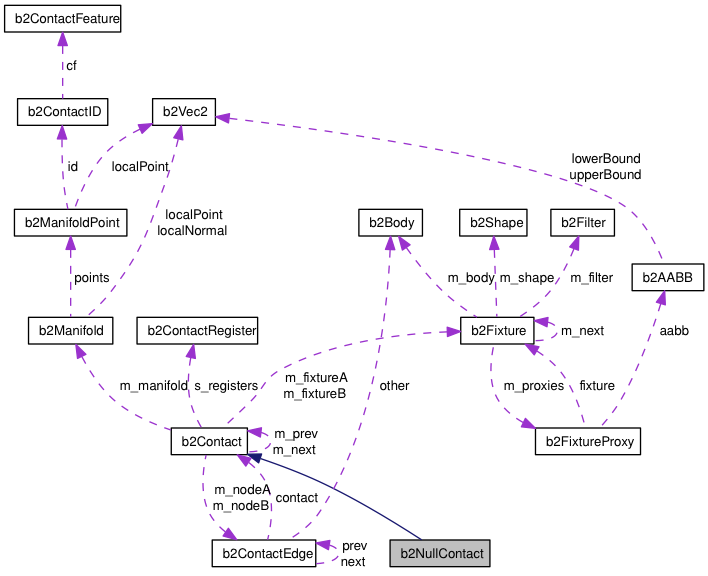 b2ContactFeature
cf
b2ContactID
b2Vec2
id
localPoint
lowerBound
upperBound
b2ManifoldPoint
localPoint
localNormal
b2Body
b2Shape
b2Filter
points
m_body
m_shape
m_filter
b2AABB
b2Manifold
b2ContactRegister
b2Fixture
m_next
aabb
m_manifold
s_registers
m_fixtureA
m_fixtureB
other
m_proxies
fixture
b2Contact
m_prev
m_next
b2FixtureProxy
m_nodeA
m_nodeB
contact
b2ContactEdge
prev
next
b2NullContact